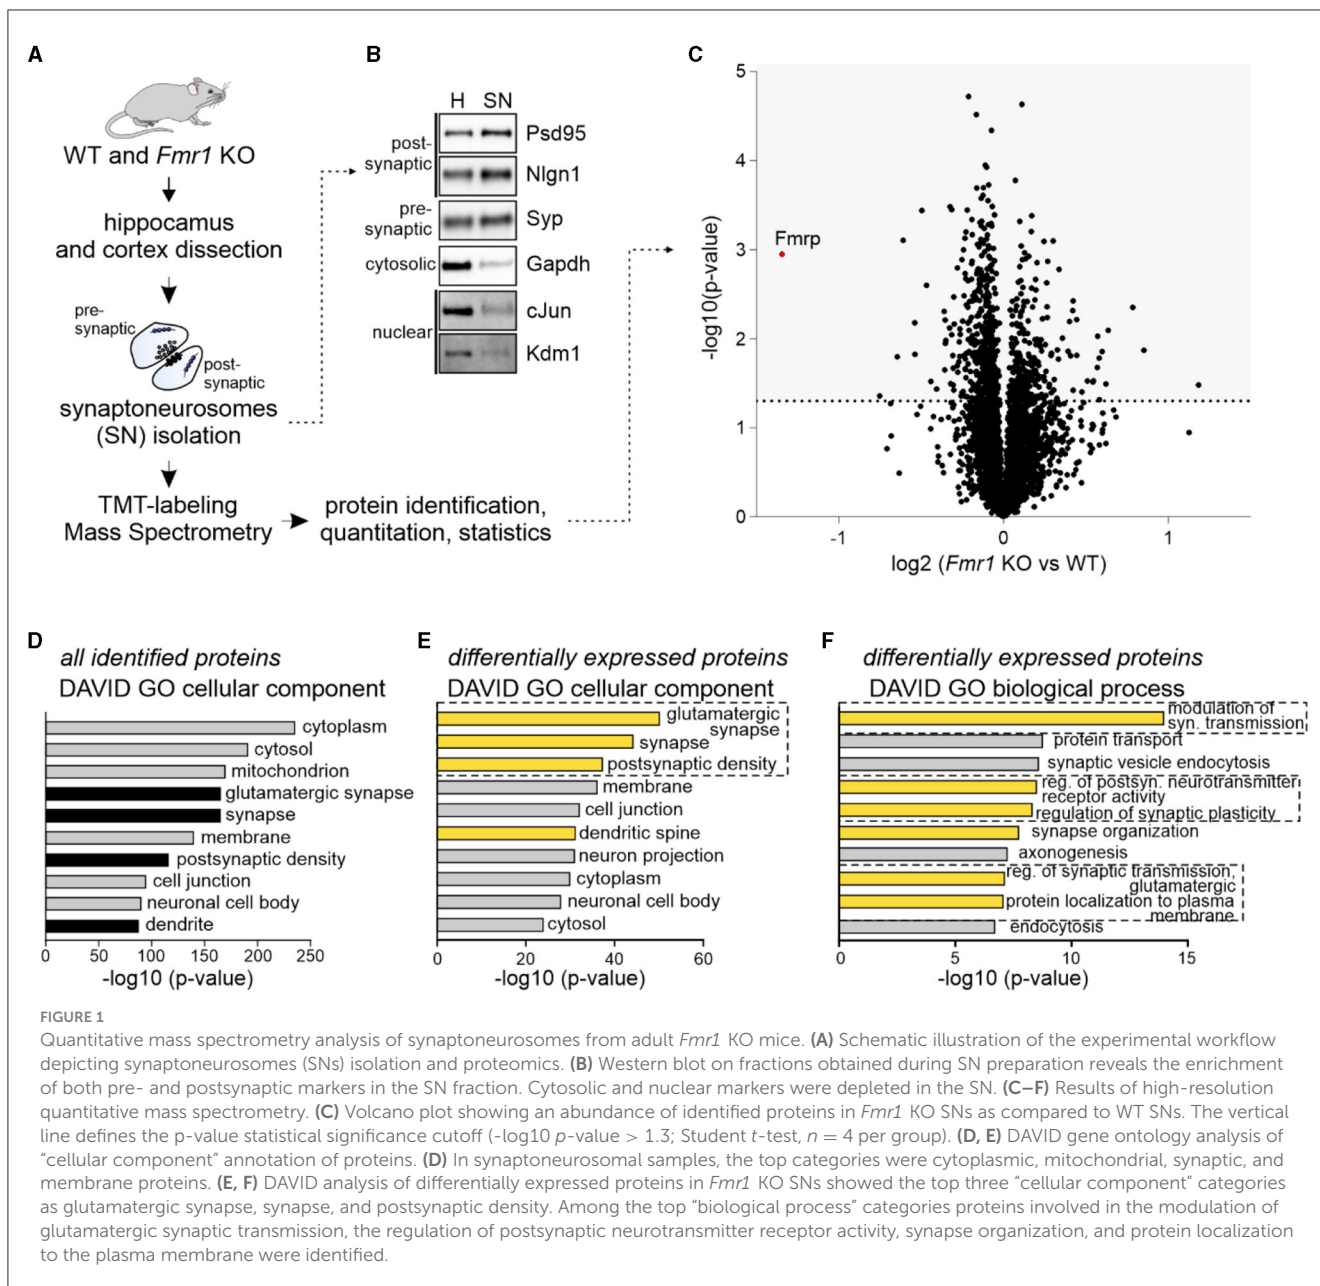 A
WT and Fmr1 KO
hippocamus
and cortex dissection
pre-
synaptic
post-
synaptic
synaptoneurosomes
(SN) isolation
TMT-labeling
Mass Spectrometry
protein identification,
quantitation, statistics
B
H SN
post-
synaptic
Psd95
Nlgn1
pre-
synaptic
Syp
cytosolic
Gapdh
nuclear
cJun
Kdm1
C
5
4
3
2
1
0
-log10(p-value)
Fmrp
-1
0
1
log2 (Fmr1 KO vs WT)
D
all identified proteins
DAVID GO cellular component
cytoplasm
cytosol
mitochondrion
glutamatergic synapse
synapse
membrane
postsynaptic density
cell junction
neuronal cell body
dendrite
0 50 100 150 200 250
-log10 (p-value)
E
differentially expressed proteins
DAVID GO cellular component
glutamatergic
synapse
synapse
postsynaptic density
membrane
cell junction
dendritic spine
neuron projection
cytoplasm
neuronal cell body
cytosol
0 20 40 60
-log10 (p-value)
F
differentially expressed proteins
DAVID GO biological process
modulation of
syn. transmission
protein transport
synaptic vesicle endocytosis
reg. of postsyn. neurotransmitter
receptor activity
regulation of synaptic plasticity
synapse organization
axonogenesis
reg. of synaptic transmission,
glutamatergic
protein localization to plasma
membrane
endocytosis
0 5 10 15
-log10 (p-value)
FIGURE 1
Quantitative mass spectrometry analysis of synaptoneurosomes from adult Fmr1 KO mice. (A) Schematic illustration of the experimental workflow
depicting synaptoneurosomes (SNs) isolation and proteomics. (B) Western blot on fractions obtained during SN preparation reveals the enrichment
of both pre- and postsynaptic markers in the SN fraction. Cytosolic and nuclear markers were depleted in the SN. (C–F) Results of high-resolution
quantitative mass spectrometry. (C) Volcano plot showing an abundance of identified proteins in Fmr1 KO SNs as compared to WT SNs. The vertical
line defines the p-value statistical significance cutoff (-log10 p-value > 1.3; Student t-test, n = 4 per group). (D, E) DAVID gene ontology analysis of
"cellular component" annotation of proteins. (D) In synaptoneurosomal samples, the top categories were cytoplasmic, mitochondrial, synaptic, and
membrane proteins. (E, F) DAVID analysis of differentially expressed proteins in Fmr1 KO SNs showed the top three "cellular component" categories
as glutamatergic synapse, synapse, and postsynaptic density. Among the top "biological process" categories proteins involved in the modulation of
glutamatergic synaptic transmission, the regulation of postsynaptic neurotransmitter receptor activity, synapse organization, and protein localization
to the plasma membrane were identified.